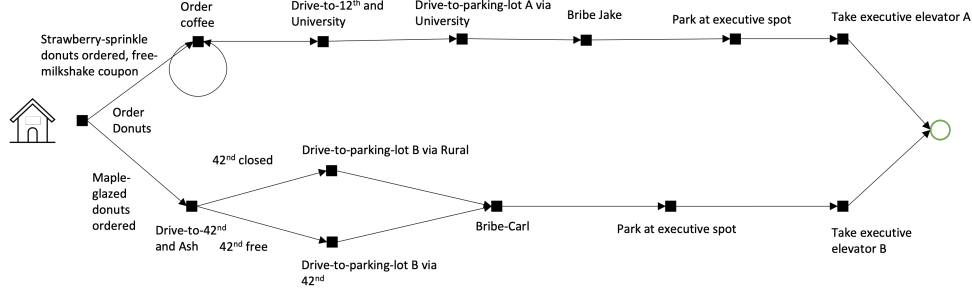 Order
coffee
Drive-to-12th and
University
Drive-to-parking-lot A via
University
Bribe Jake
Park at executive spot
Take executive elevator A
Strawberry-sprinkle
donuts ordered, free-
milkshake coupon
Order
Donuts
Maple-
glazed
donuts
ordered
42nd closed
Drive-to-parking-lot B via Rural
Drive-to-42nd
and Ash
42nd free
Drive-to-parking-lot B via
42nd
Bribe-Carl
Park at executive spot
Take executive
elevator B